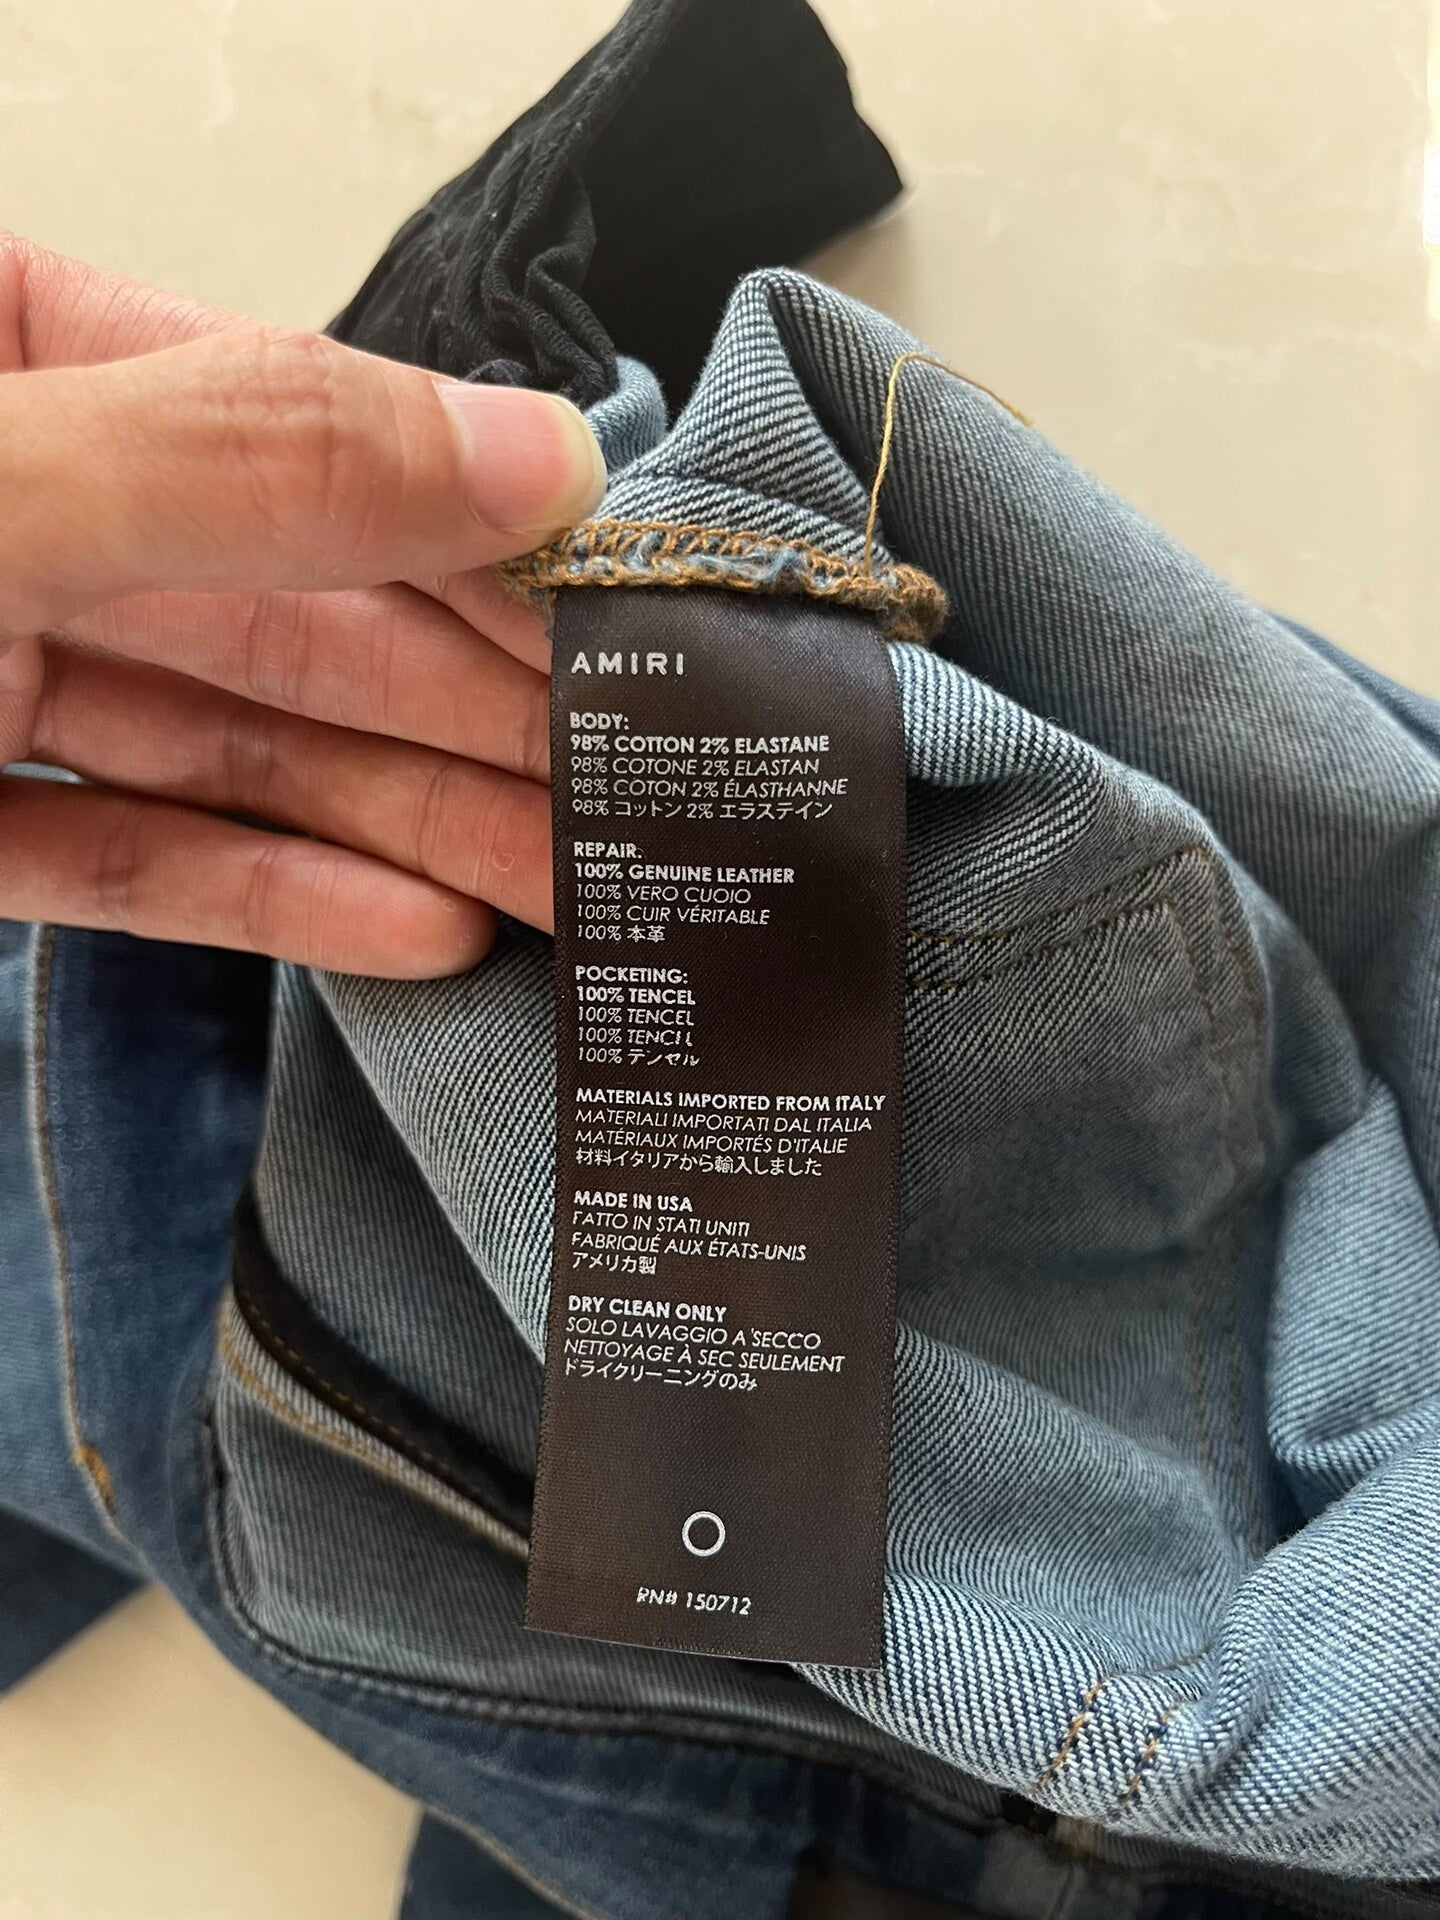 AMIRI
BODY:
98% COTTON 2% ELASTANE
98% COTONE 2% ELASTAN
98% COTON 2% ÉLASTHANNE
98% コットン 2% エラステイン
REPAIR:
100% GENUINE LEATHER
100% VERO CUOIO
100% CUIR VÉRITABLE
100% 本革
POCKETING:
100% TENCEL
100% TENCEL
100% TENCEL
100% テンセル
MATERIALS IMPORTED FROM ITALY
MATERIALI IMPORTATI DAL ITALIA
MATÉRIAUX IMPORTÉS D'ITALIE
材料イタリアから輸入しました
MADE IN USA
FATTO IN STATI UNITI
FABRIQUÉ AUX ÉTATS-UNIS
アメリカ製
DRY CLEAN ONLY
SOLO LAVAGGIO A 'SECCO
NETTOYAGE À SEC SEULEMENT
ドライクリーニングのみ
RN# 150712